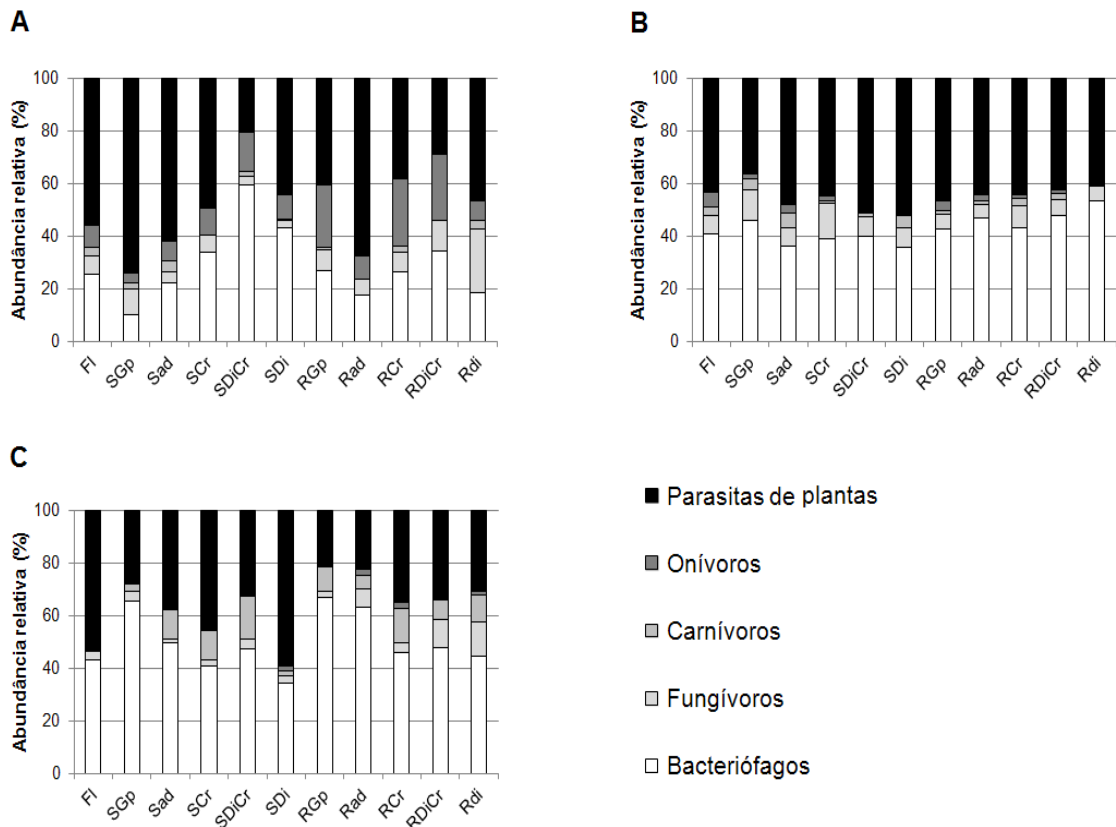 A
Abundância relativa (%)
100
80
60
40
20
0
Fl
SGp
Sad
SCr
SDiCr
SDi
RGp
Rad
RCr
RDiCr
Rdi
B
Abundância relativa (%)
100
80
60
40
20
0
Fl
SGp
Sad
SCr
SDiCr
SDi
RGp
Rad
RCr
RDiCr
Rdi
C
Abundância relativa (%)
100
80
60
40
20
0
Fl
SGp
Sad
SCr
SDiCr
SDi
RGp
Rad
RCr
RDiCr
Rdi
Parasitas de plantas
Onívoros
Carnívoros
Fungívoros
Bacteriófagos